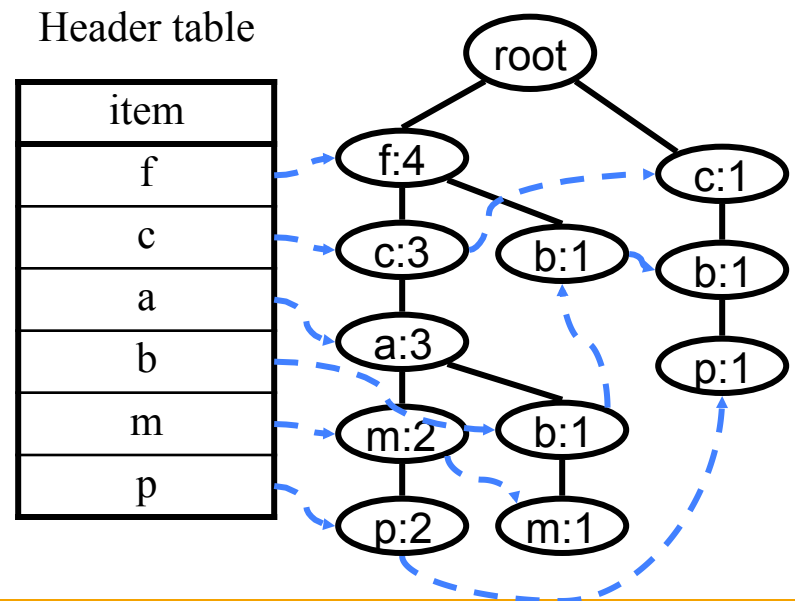 Header table
item
f
c
a
b
m
p
root
f:4
c:1
c:3
b:1
b:1
a:3
p:1
m:2
b:1
p:2
m:1